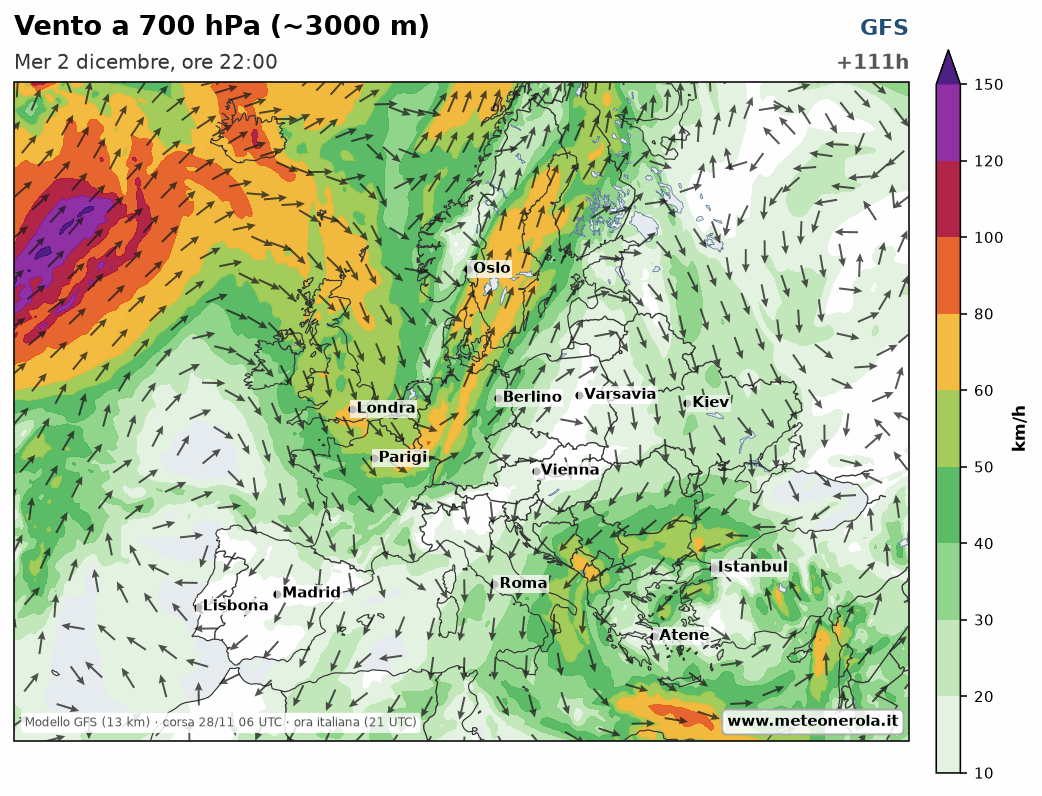 Vento a 700 hPa (~3000 m)
GFS
Mer 2 dicembre, ore 22:00
+111h
150
120
100
80
60
50
40
30
20
10
km/h
Oslo
Berlino
Varsavia
Kiev
Londra
Parigi
Vienna
Istanbul
Roma
Madrid
Lisbona
Atene
Modello GFS (13 km) · corsa 28/11 06 UTC · ora italiana (21 UTC)
www.meteonerola.it